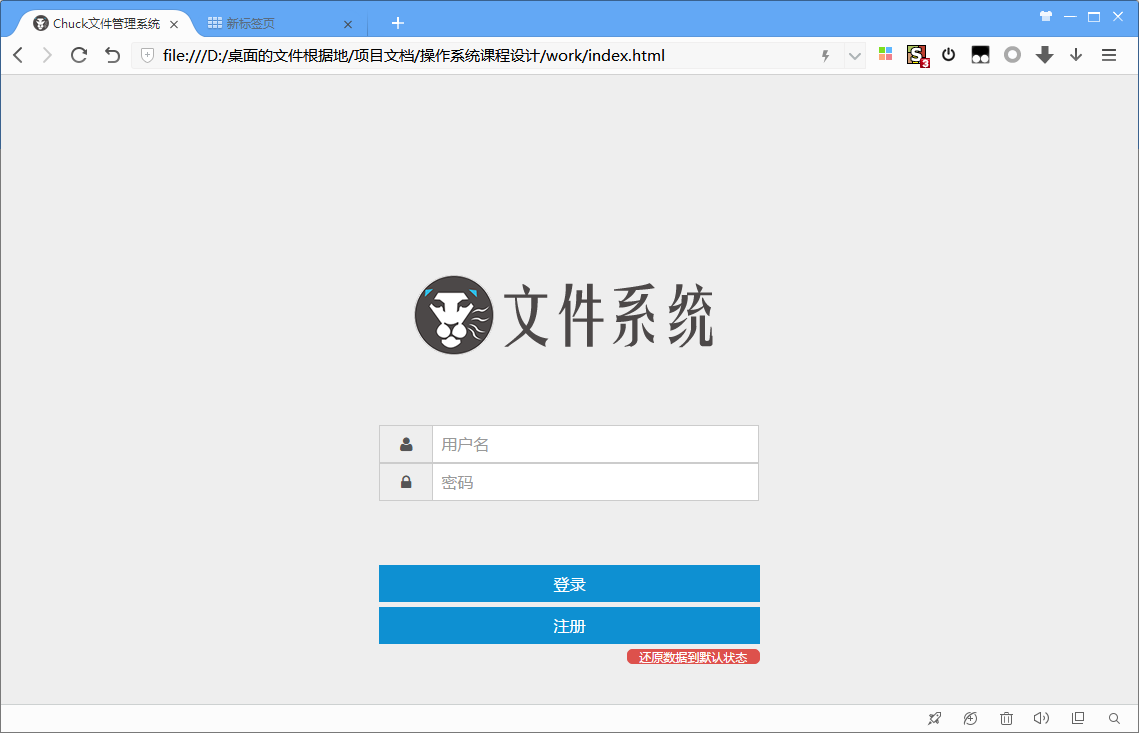 Chuck文件管理系统
新标签页
file:///D:/桌面的文件根据地/项目文档/操作系统课程设计/work/index.html
S
3
文件系统
用户名
密码
登录
注册
还原数据到默认状态